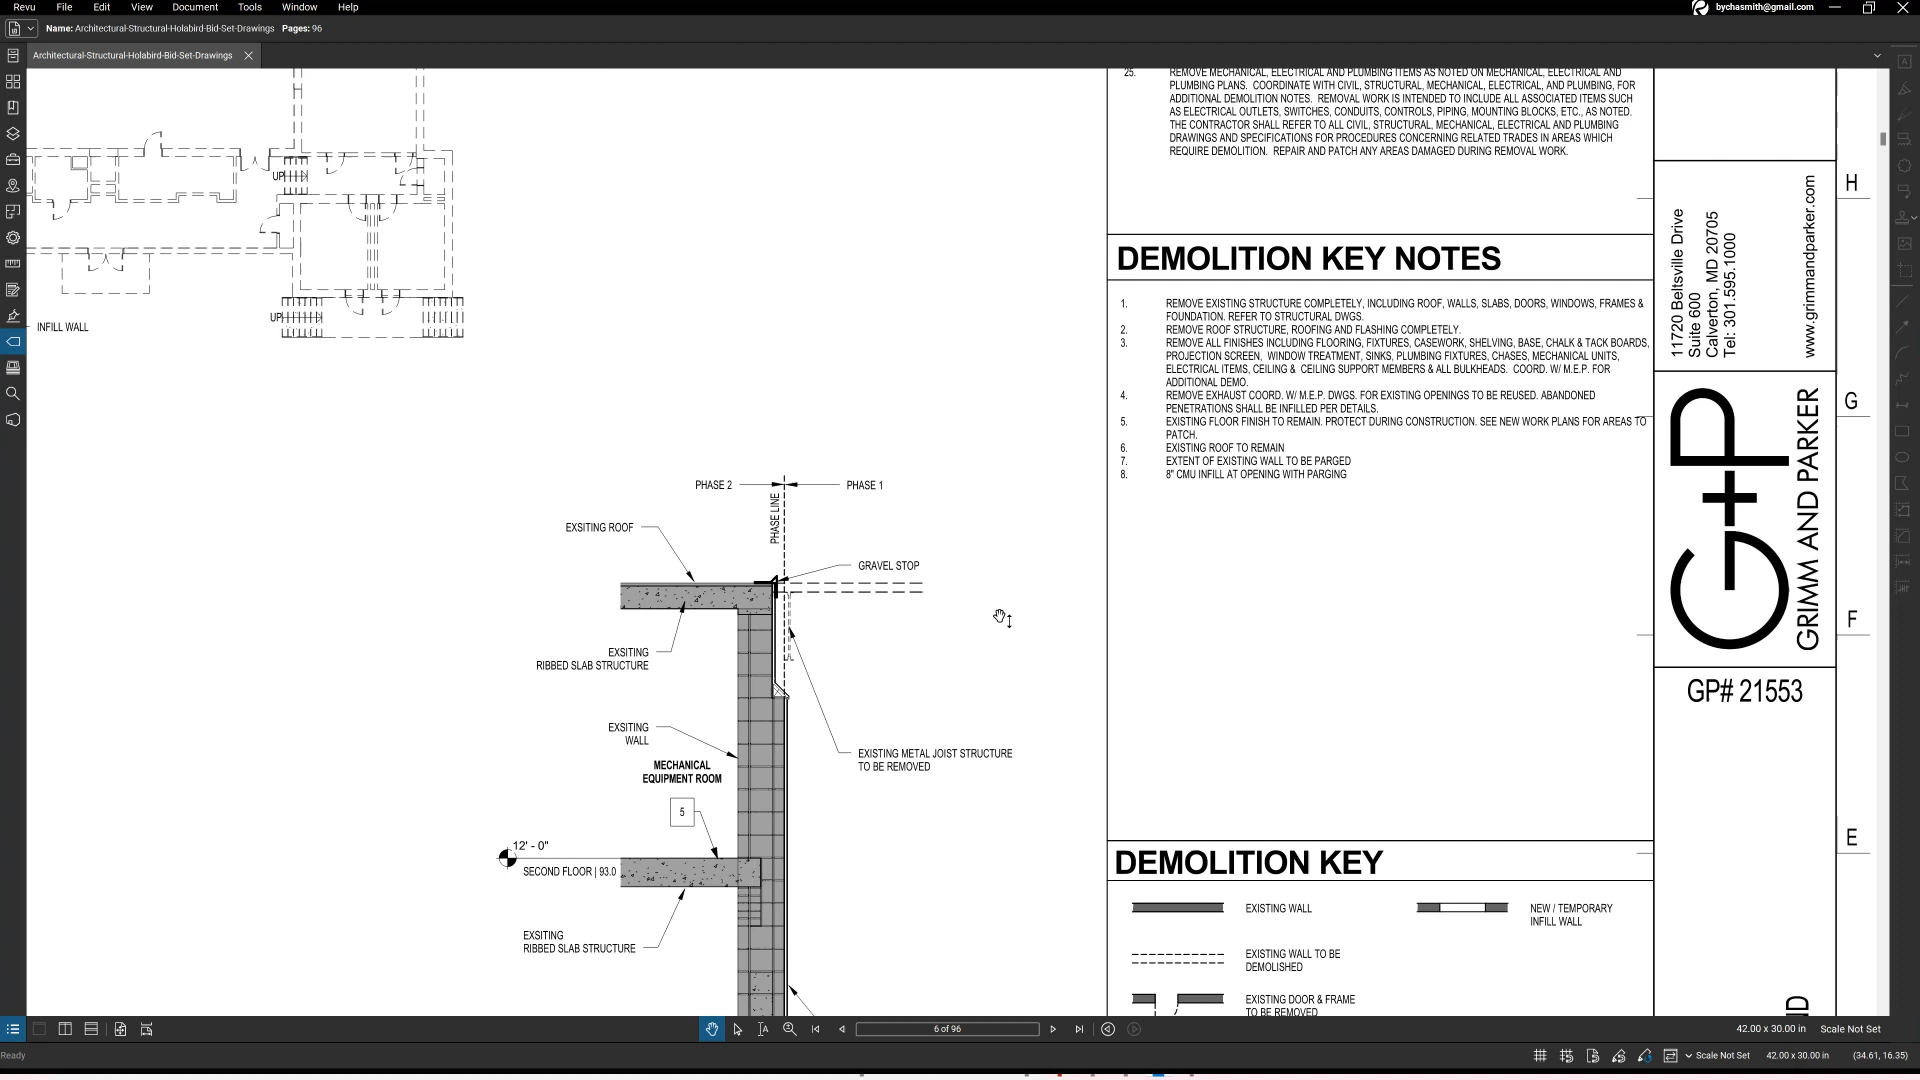 Revu File Edit View Document Tools Window Help
bychasmith@gmail.com
Name: Architectural-Structural-Holabird-Bid-Set-Drawings Pages: 96
Architectural-Structural-Holabird-Bid-Set-Drawings
25. REMOVE MECHANICAL, ELECTRICAL AND PLUMBING ITEMS AS NOTED ON MECHANICAL, ELECTRICAL AND
PLUMBING PLANS. COORDINATE WITH CIVIL, STRUCTURAL, MECHANICAL, ELECTRICAL, AND PLUMBING, FOR
ADDITIONAL DEMOLITION NOTES. REMOVAL WORK IS INTENDED TO INCLUDE ALL ASSOCIATED ITEMS SUCH
AS ELECTRICAL OUTLETS, SWITCHES, CONDUITS, CONTROLS, PIPING, MOUNTING BLOCKS, ETC., AS NOTED.
THE CONTRACTOR SHALL REFER TO ALL CIVIL, STRUCTURAL, MECHANICAL, ELECTRICAL AND PLUMBING
DRAWINGS AND SPECIFICATIONS FOR PROCEDURES CONCERNING RELATED TRADES IN AREAS WHICH
REQUIRE DEMOLITION. REPAIR AND PATCH ANY AREAS DAMAGED DURING REMOVAL WORK.
UP
UP
INFILL WALL
DEMOLITION KEY NOTES
1. REMOVE EXISTING STRUCTURE COMPLETELY, INCLUDING ROOF, WALLS, SLABS, DOORS, WINDOWS, FRAMES &
FOUNDATION. REFER TO STRUCTURAL DWGS.
2. REMOVE ROOF STRUCTURE, ROOFING AND FLASHING COMPLETELY.
3. REMOVE ALL FINISHES INCLUDING FLOORING, FIXTURES, CASEWORK, SHELVING, BASE, CHALK & TACK BOARDS,
PROJECTION SCREEN, WINDOW TREATMENT, SINKS, PLUMBING FIXTURES, CHASES, MECHANICAL UNITS,
ELECTRICAL ITEMS, CEILING & CEILING SUPPORT MEMBERS & ALL BULKHEADS. COORD. W/ M.E.P. FOR
ADDITIONAL DEMO.
4. REMOVE EXHAUST COORD. W/ M.E.P. DWGS. FOR EXISTING OPENINGS TO BE REUSED. ABANDONED
PENETRATIONS SHALL BE INFILLED PER DETAILS.
5. EXISTING FLOOR FINISH TO REMAIN. PROTECT DURING CONSTRUCTION. SEE NEW WORK PLANS FOR AREAS TO
PATCH.
6. EXISTING ROOF TO REMAIN
7. EXTENT OF EXISTING WALL TO BE PARGED
8. 8" CMU INFILL AT OPENING WITH PARGING
PHASE 2
PHASE 1
PHASE LINE
EXSITING ROOF
GRAVEL STOP
EXSITING
RIBBED SLAB STRUCTURE
EXSITING
WALL
MECHANICAL
EQUIPMENT ROOM
EXISTING METAL JOIST STRUCTURE
TO BE REMOVED
5
12' - 0"
SECOND FLOOR | 93.0
EXSITING
RIBBED SLAB STRUCTURE
DEMOLITION KEY
EXISTING WALL
NEW / TEMPORARY
INFILL WALL
EXISTING WALL TO BE
DEMOLISHED
EXISTING DOOR & FRAME
TO BE REMOVED
11720 Beltsville Drive
Suite 600
Calverton, MD 20705
Tel: 301.595.1000
www.grimmandparker.com
G+P
GRIMM AND PARKER
GP# 21553
ND
H
G
F
E
6 of 96
42.00 x 30.00 in Scale Not Set
Ready
Scale Not Set 42.00 x 30.00 in (34.61, 16.35)